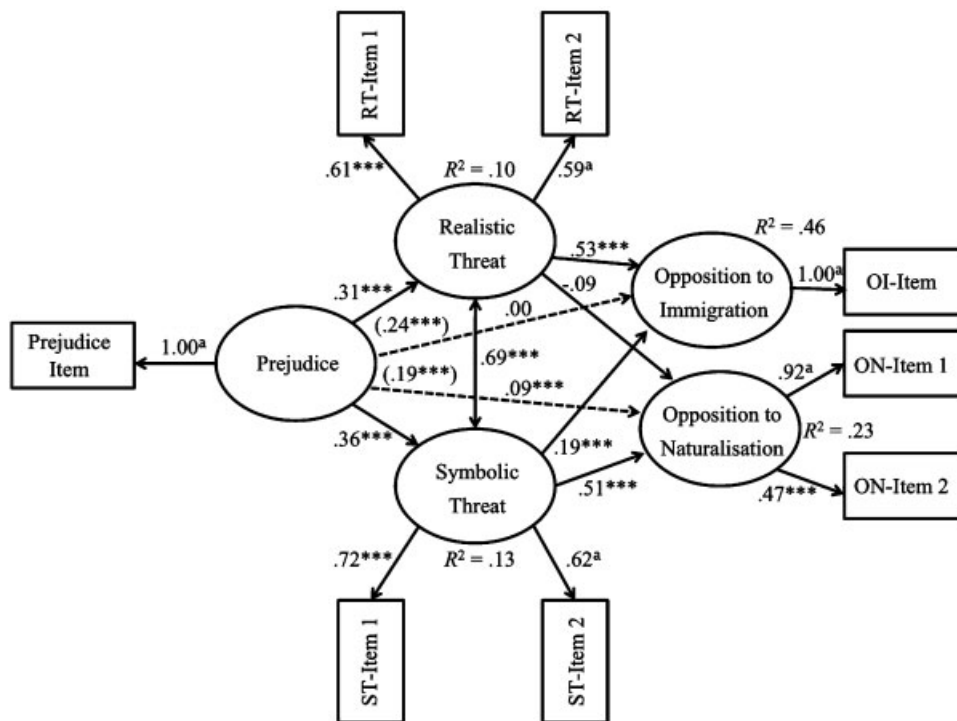 RT-Item 1
RT-Item 2
.61***
R² = .10
.59ᵃ
Realistic
Threat
R² = .46
.53***
Opposition to
Immigration
1.00ᵃ
OI-Item
-.09
.31***
(.24***)
.00
Prejudice
Item
1.00ᵃ
Prejudice
.69***
(.19***)
.09***
ON-Item 1
.92ᵃ
Opposition to
Naturalisation
R² = .23
.36***
.19***
Symbolic
Threat
.51***
.47***
ON-Item 2
.72***
R² = .13
.62ᵃ
ST-Item 1
ST-Item 2